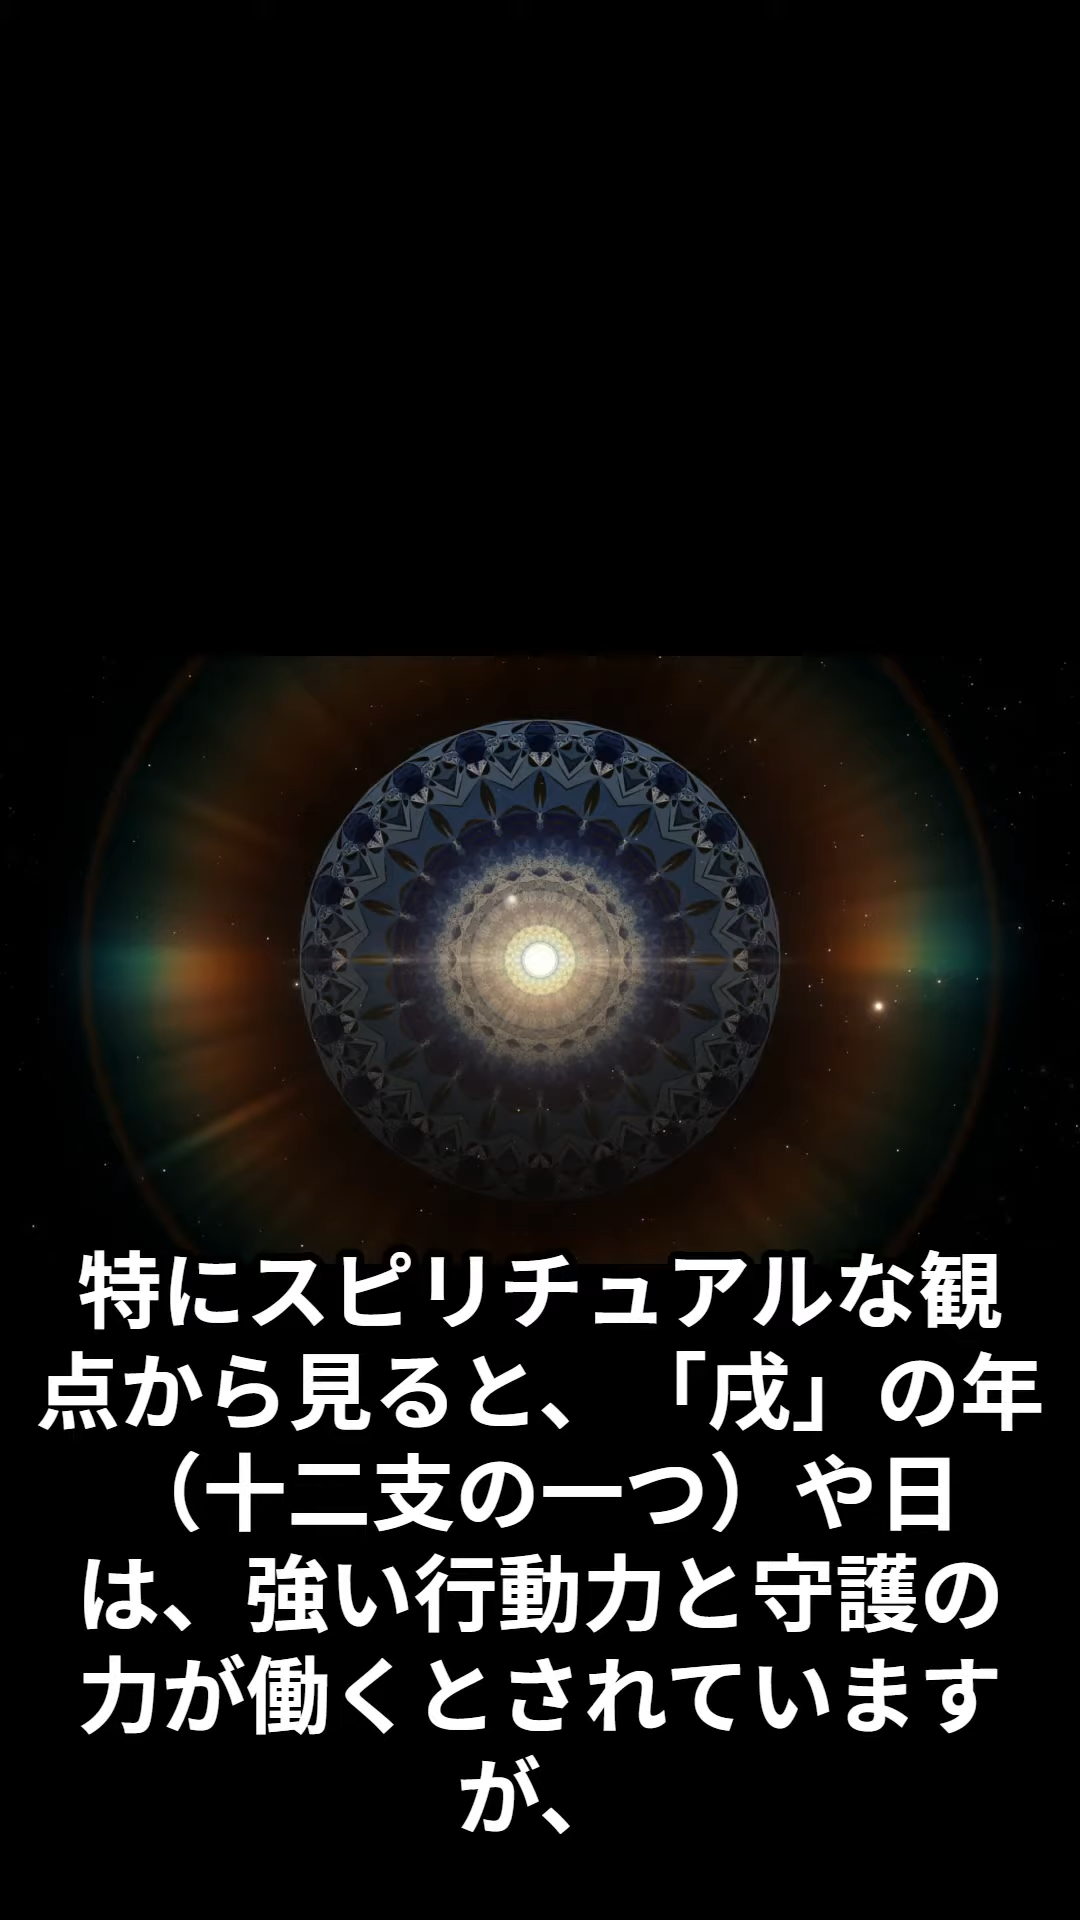 特にスピリチュアルな観
点から見ると、「戌」の年
（十二支の一つ）や日
は、強い行動力と守護の
力が働くとされています
が、